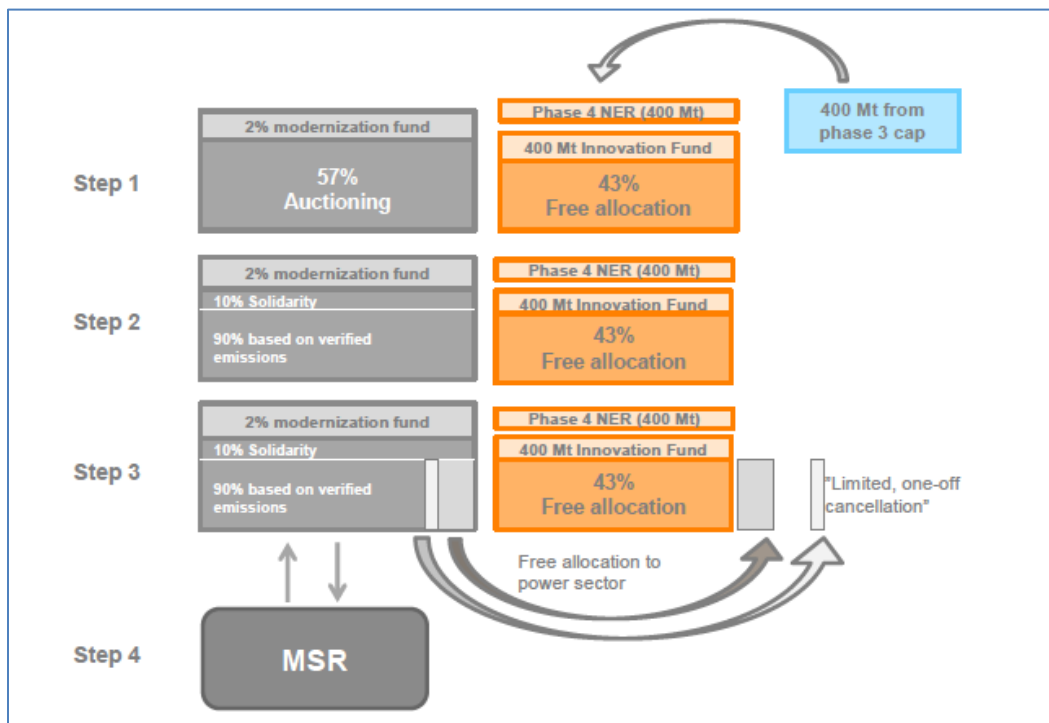 Phase 4 NER (400 Mt)
400 Mt from
phase 3 cap
2% modernization fund
400 Mt Innovation Fund
Step 1
57%
Auctioning
43%
Free allocation
2% modernization fund
Phase 4 NER (400 Mt)
10% Solidarity
400 Mt Innovation Fund
Step 2
90% based on verified
emissions
43%
Free allocation
2% modernization fund
Phase 4 NER (400 Mt)
10% Solidarity
400 Mt Innovation Fund
Step 3
90% based on verified
emissions
43%
Free allocation
"Limited, one-off
cancellation"
Free allocation to
power sector
Step 4
MSR